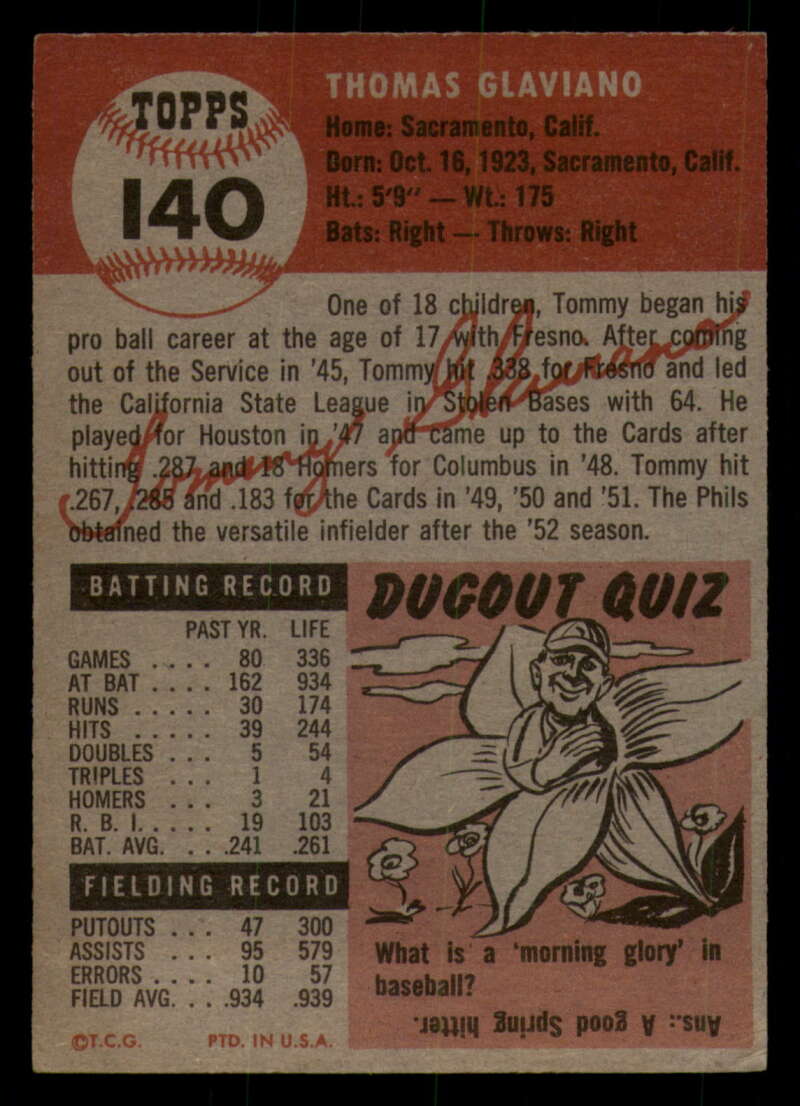 TOPPS
140
THOMAS GLAVIANO
Home: Sacramento, Calif.
Born: Oct. 16, 1923, Sacramento, Calif.
Ht.: 5'9" — Wt.: 175
Bats: Right — Throws: Right
One of 18 children, Tommy began his
pro ball career at the age of 17 with Fresno. After coming
out of the Service in '45, Tommy hit .338 for Fresno and led
the California State League in Stolen Bases with 64. He
played for Houston in '47 and came up to the Cards after
hitting .287 and 18 Homers for Columbus in '48. Tommy hit
.267, .285 and .183 for the Cards in '49, '50 and '51. The Phils
obtained the versatile infielder after the '52 season.
Tommy Glaviano
BATTING RECORD
PAST YR. LIFE
GAMES .... 80 336
AT BAT .... 162 934
RUNS ..... 30 174
HITS ..... 39 244
DOUBLES ... 5 54
TRIPLES ... 1 4
HOMERS ... 3 21
R. B. I. .... 19 103
BAT. AVG. ... .241 .261
FIELDING RECORD
PUTOUTS ... 47 300
ASSISTS ... 95 579
ERRORS .... 10 57
FIELD AVG. ... .934 .939
©T.C.G. PTD. IN U.S.A.
DUGOUT QUIZ
What is a 'morning glory' in
baseball?
Ans.: A good Spring hitter.